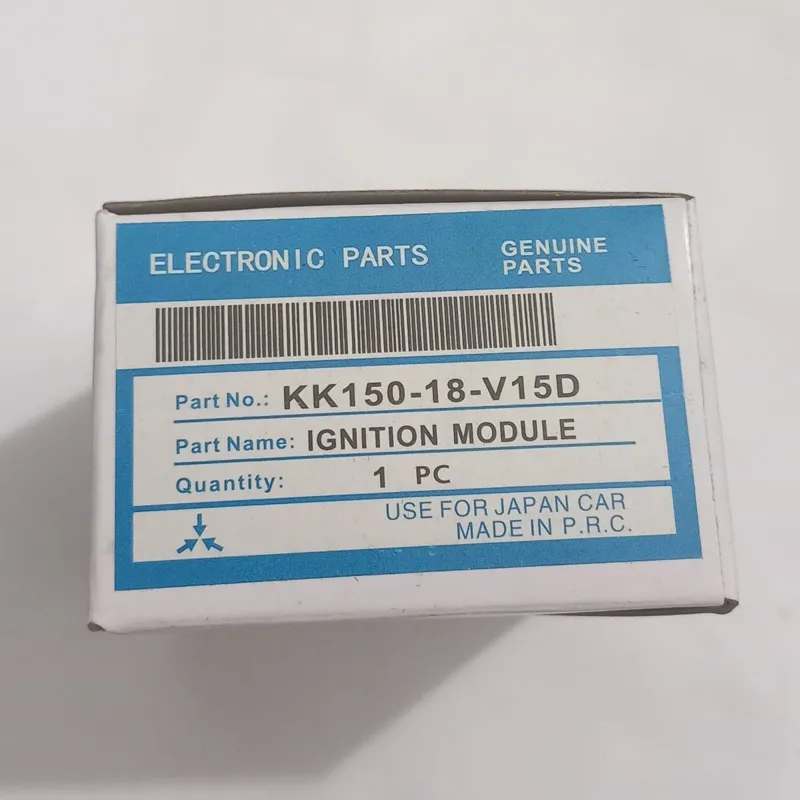 ELECTRONIC PARTS
GENUINE
PARTS
Part No.: KK150-18-V15D
Part Name: IGNITION MODULE
Quantity: 1 PC
USE FOR JAPAN CAR
MADE IN P.R.C.